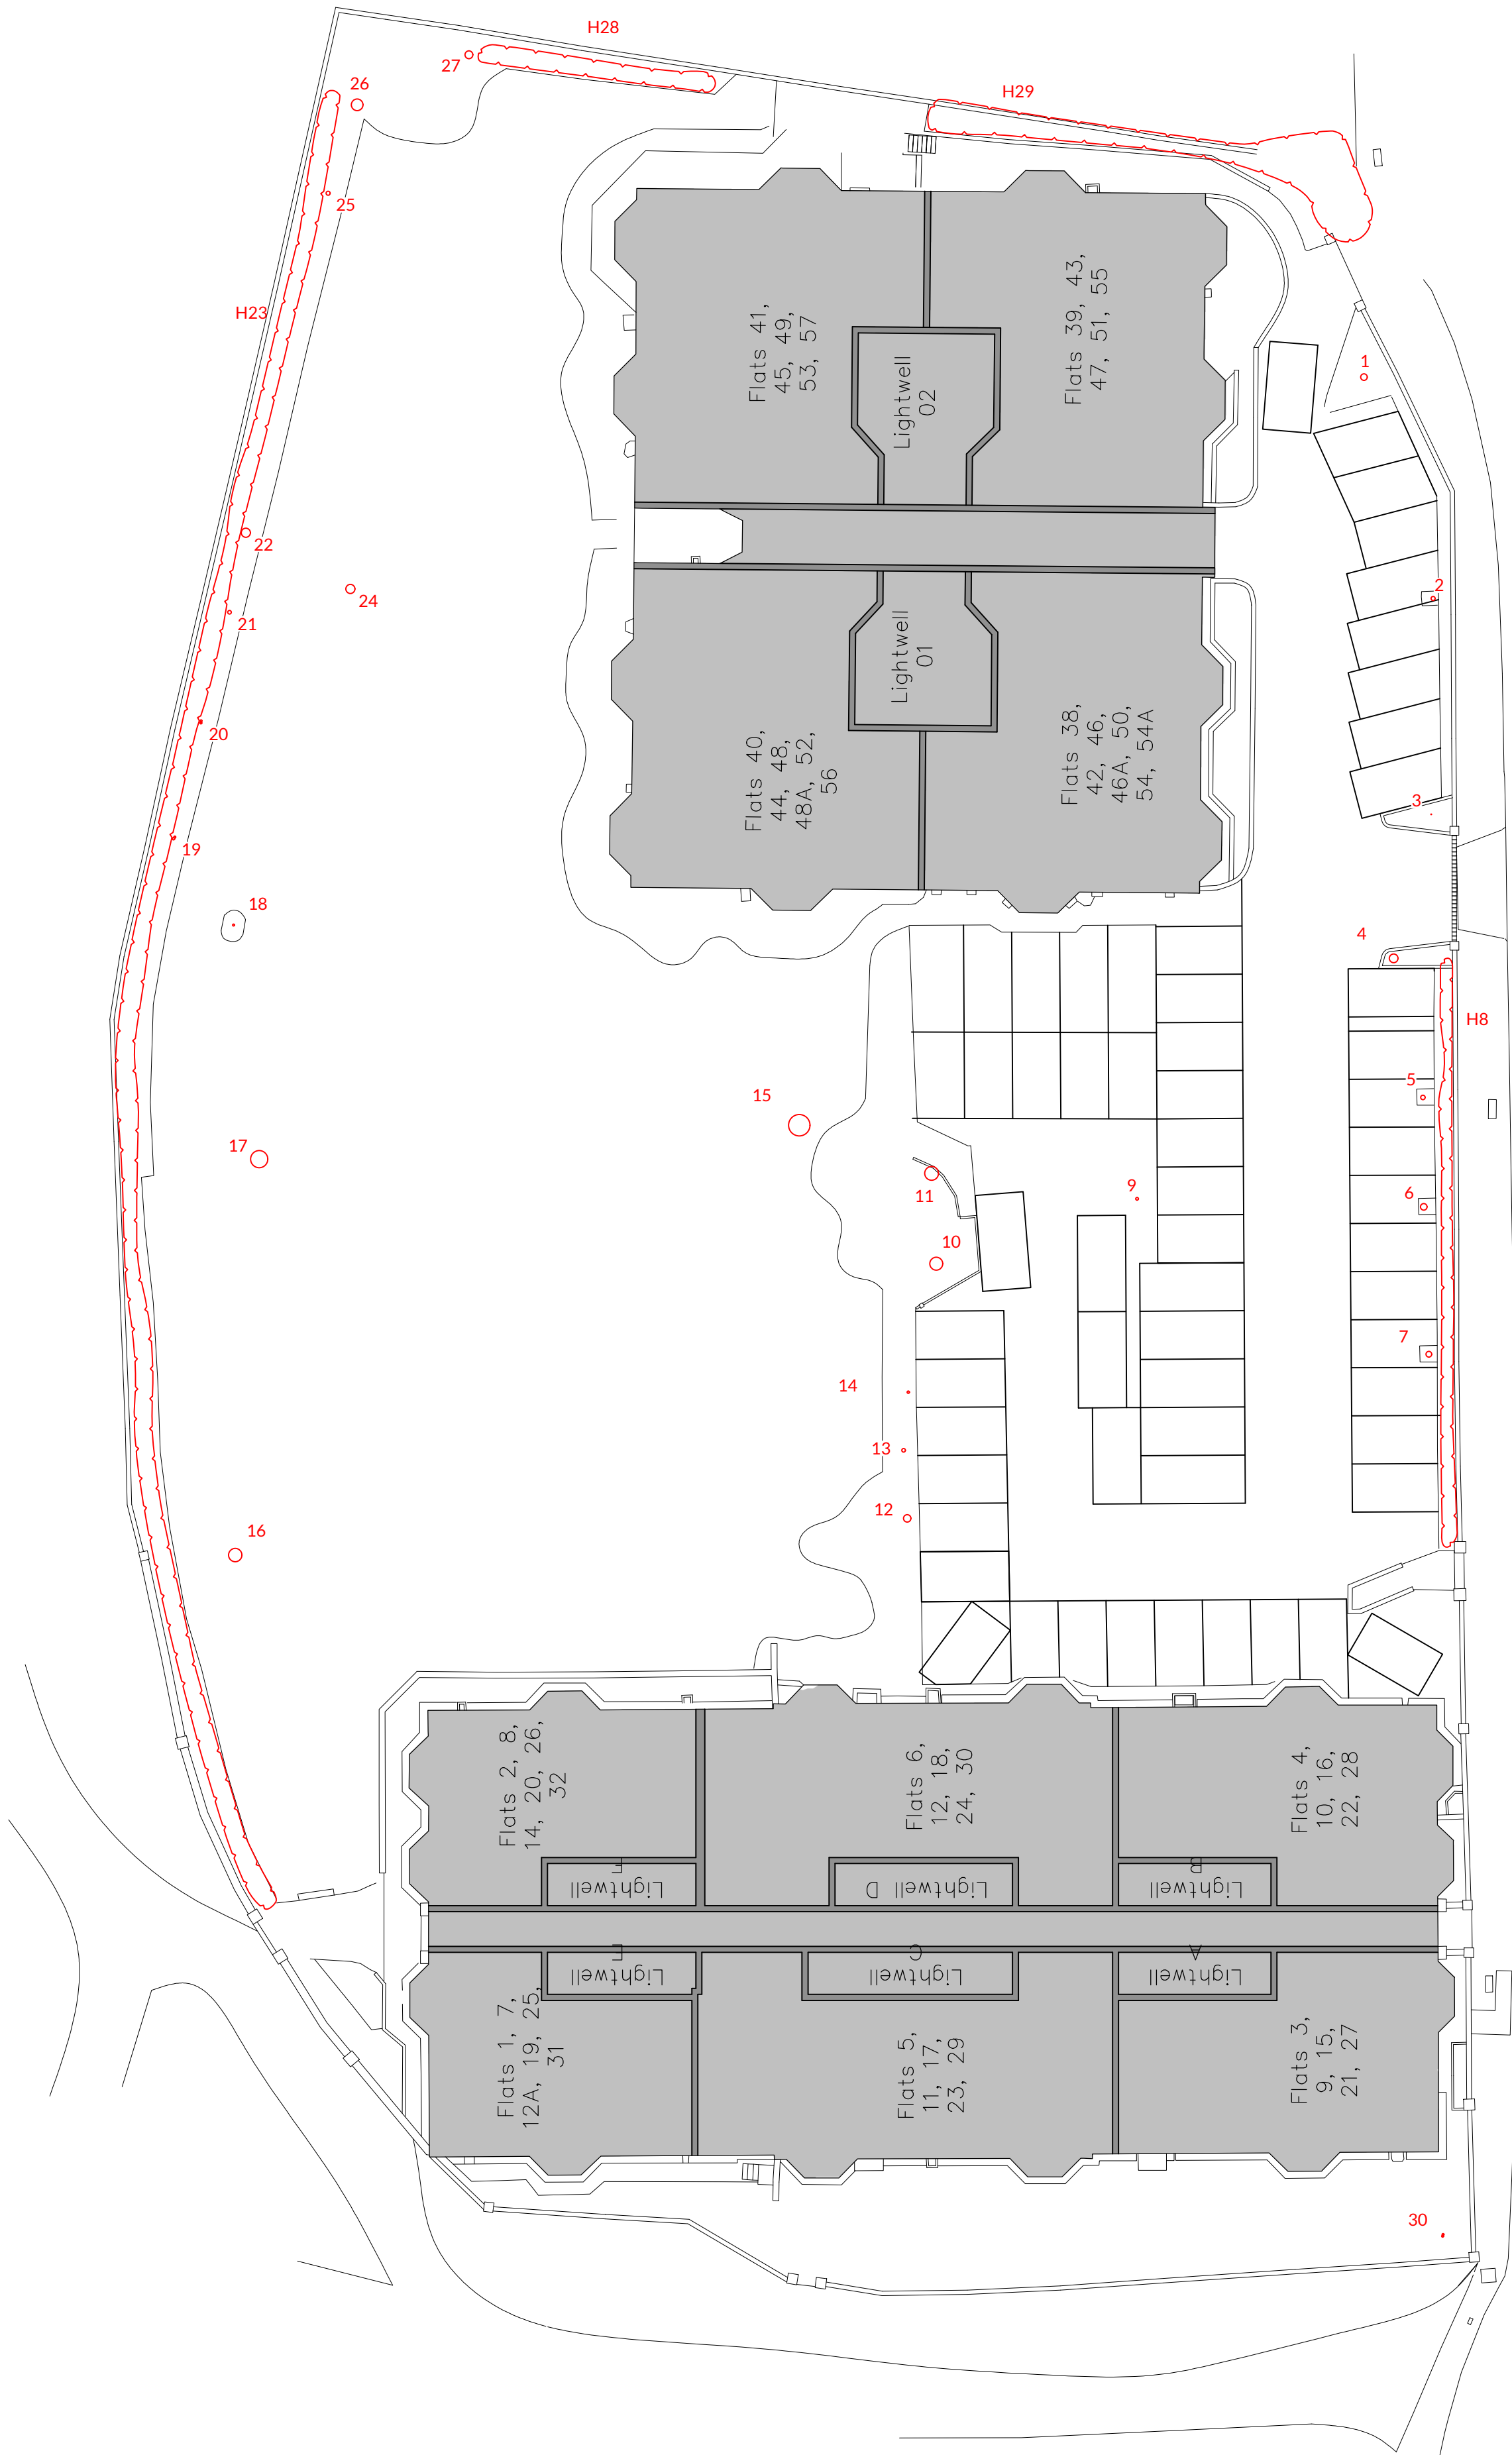 H28
27
26
H29
25
H23
Flats 41,
45, 49,
53, 57
Lightwell
02
Flats 39, 43,
47, 51, 55
1
22
24
2
21
Lightwell
01
20
Flats 40,
44, 48,
48A, 52,
56
Flats 38,
42, 46,
46A, 50,
54, 54A
3
19
18
4
H8
5
15
17
11
9
6
10
7
14
13
12
16
Flats 2, 8,
14, 20, 26,
32
Flats 6,
12, 18,
24, 30
Flats 4,
10, 16,
22, 28
Lightwell
Lightwell D
Lightwell
B
Lightwell
Lightwell
C
Lightwell
A
Flats 1, 7,
12A, 19, 25,
31
Flats 5,
11, 17,
23, 29
Flats 3,
9, 15,
21, 27
30